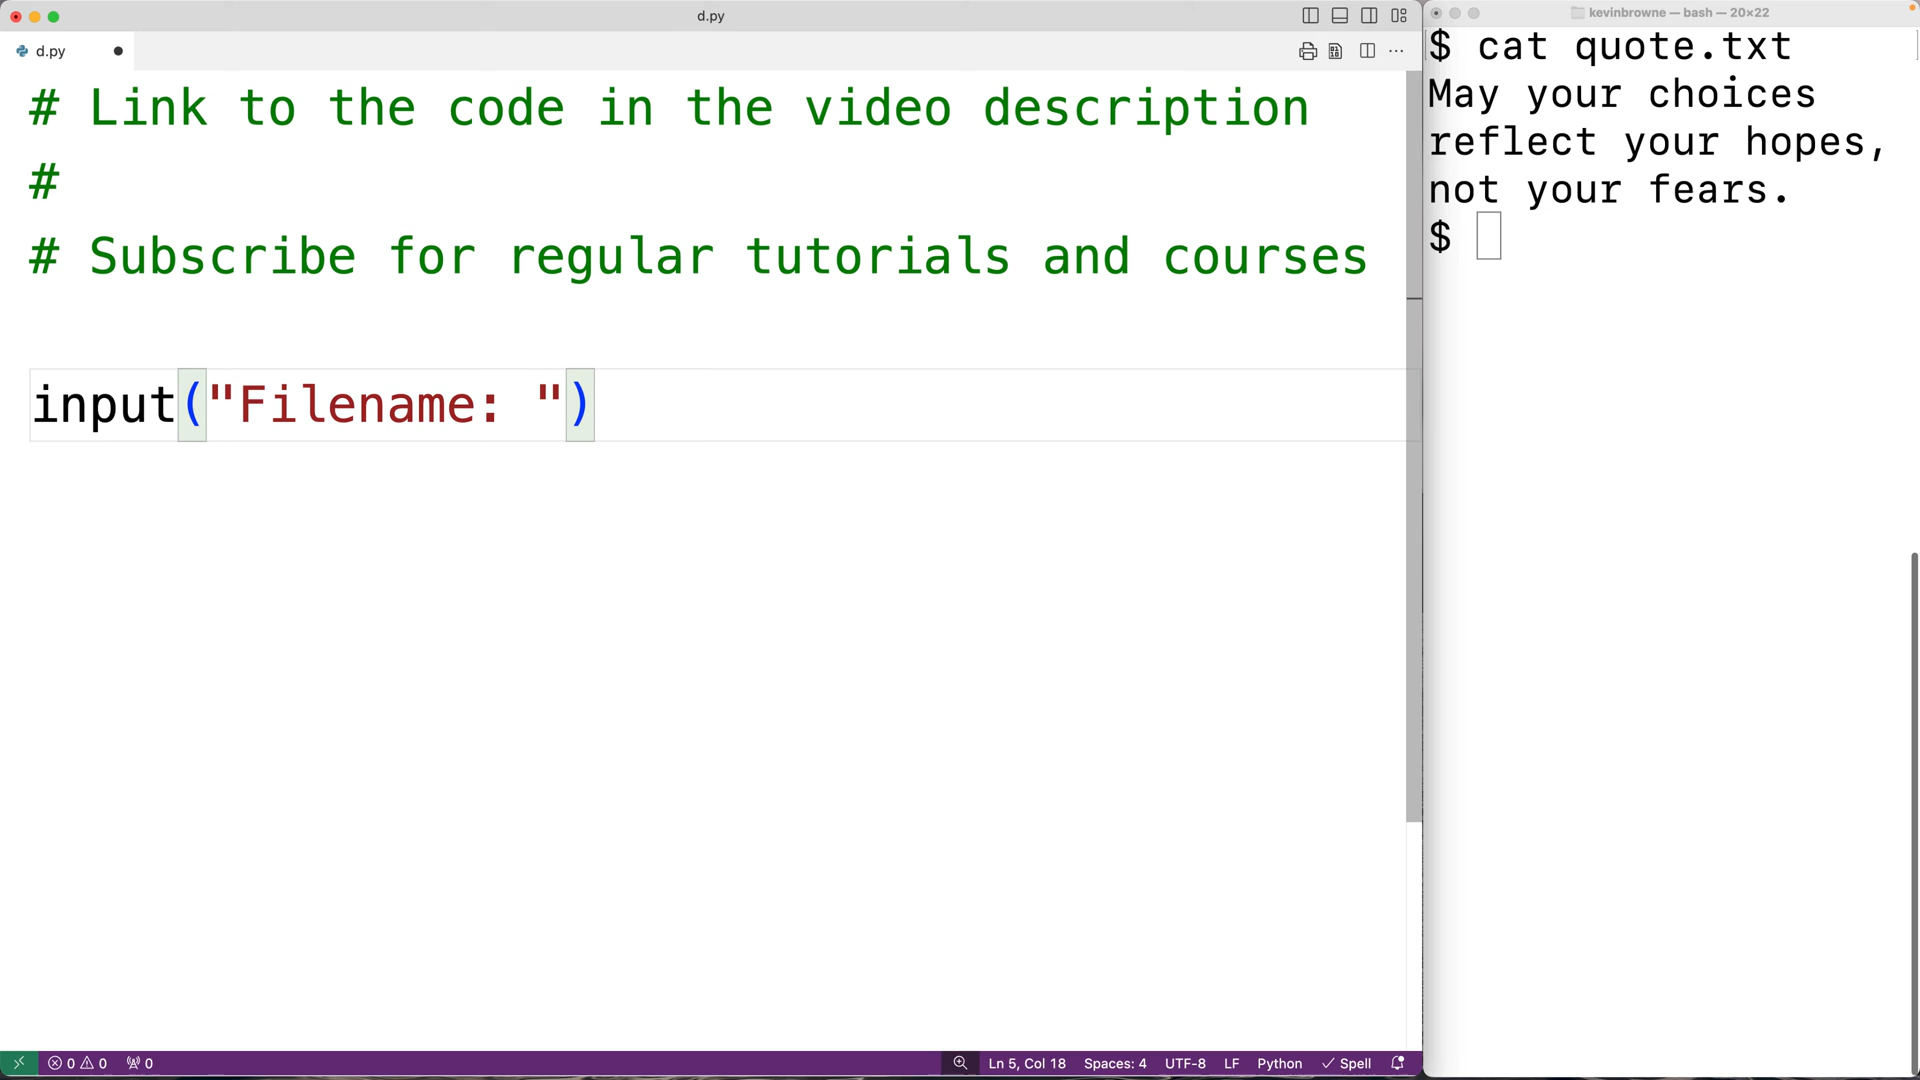 d.py
d.py
# Link to the code in the video description
#
# Subscribe for regular tutorials and courses
input("Filename: ")
0 0 0
Ln 5, Col 18 Spaces: 4 UTF-8 LF Python Spell
kevinbrowne — bash — 20×22
$ cat quote.txt
May your choices
reflect your hopes,
not your fears.
$